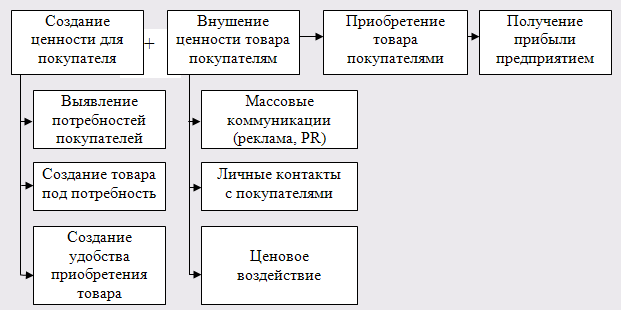 Создание
ценности для
покупателя
+
Внушение
ценности товара
покупателям
Приобретение
товара
покупателями
Получение
прибыли
предприятием
Выявление
потребностей
покупателей
Массовые
коммуникации
(реклама, PR)
Создание товара
под потребность
Личные контакты
с покупателями
Создание
удобства
приобретения
товара
Ценовое
воздействие